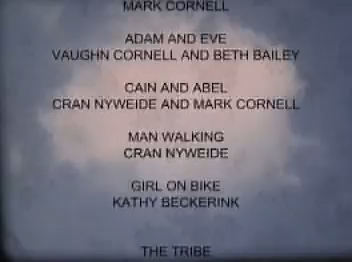 MARK CORNELL
ADAM AND EVE
VAUGHN CORNELL AND BETH BAILEY
CAIN AND ABEL
CRAN NYWEIDE AND MARK CORNELL
MAN WALKING
CRAN NYWEIDE
GIRL ON BIKE
KATHY BECKERINK
THE TRIBE